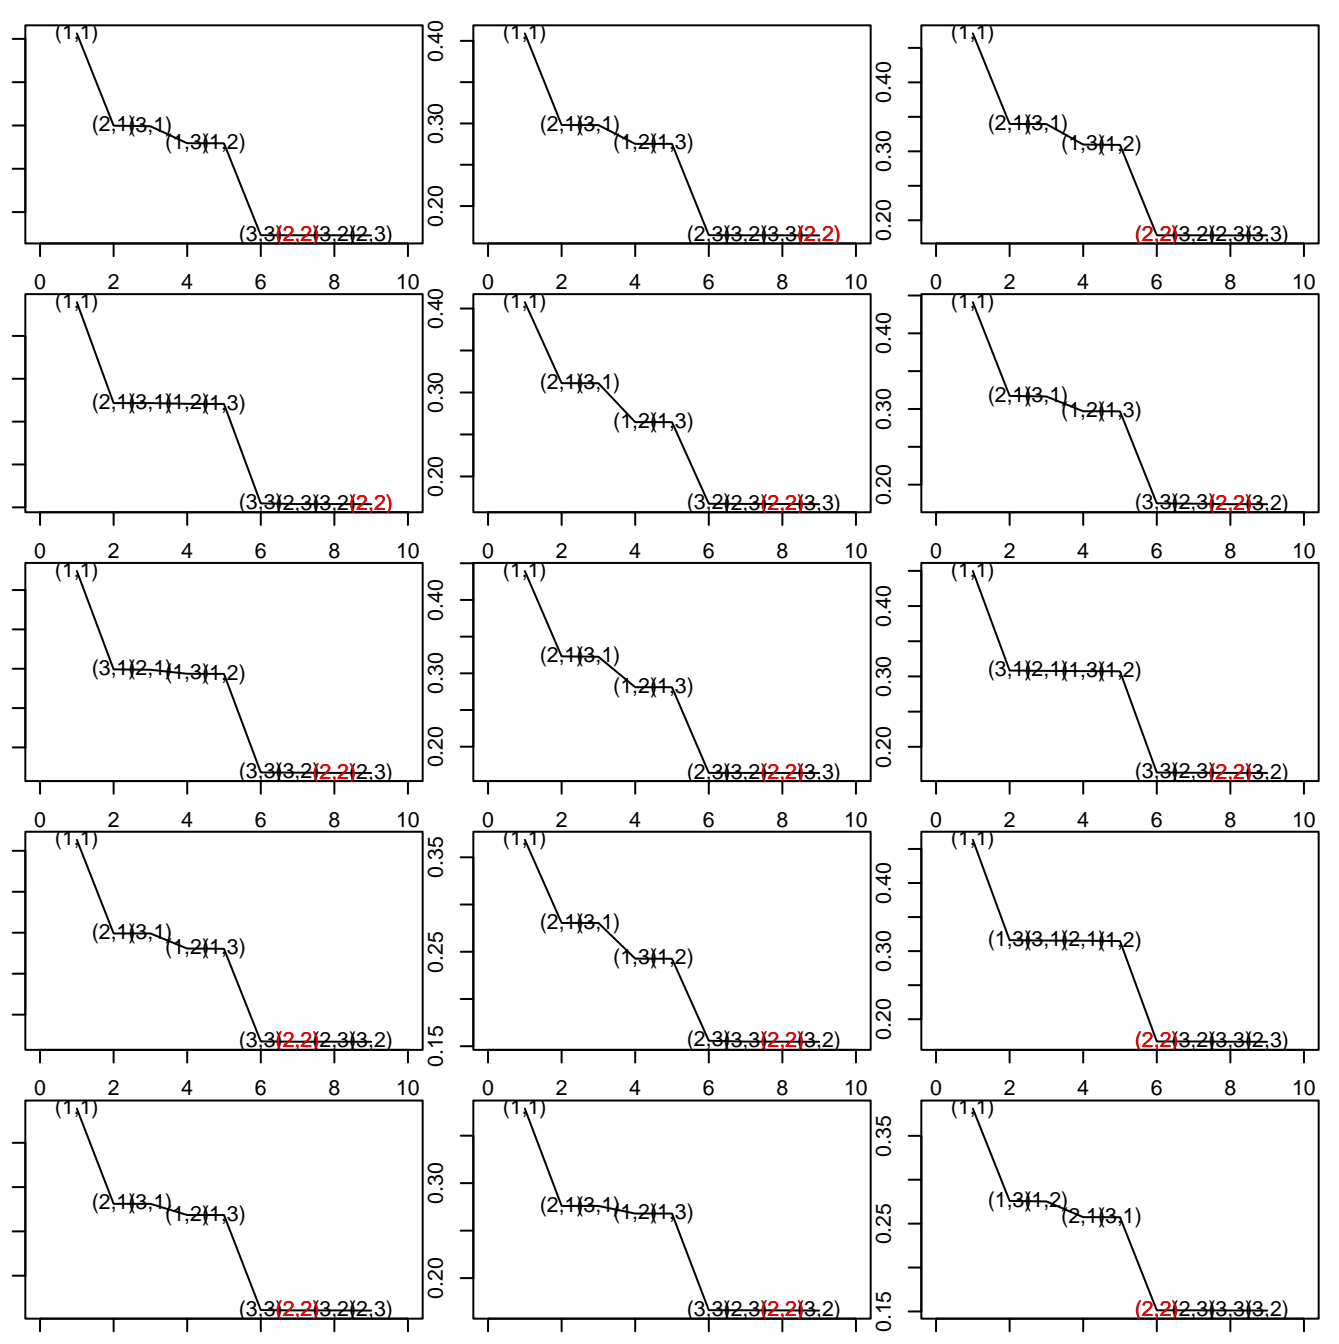 (1,1) (2,1) (3,1) (1,3) (1,2) (3,3) (2,2) (3,2) (2,3)
0.20 0.30 0.40
(1,1) (2,1) (3,1) (1,2) (1,3) (2,3) (3,2) (3,3) (2,2)
0.20 0.30 0.40
(1,1) (2,1) (3,1) (1,3) (1,2) (2,2) (3,2) (2,3) (3,3)
0 2 4 6 8 10 0 2 4 6 8 10 0 2 4 6 8 10
(1,1) (2,1) (3,1) (1,2) (1,3) (3,3) (2,3) (3,2) (2,2)
0.20 0.30 0.40
(1,1) (2,1) (3,1) (1,2) (1,3) (3,2) (2,3) (2,2) (3,3)
0.20 0.30 0.40
(1,1) (2,1) (3,1) (1,2) (1,3) (3,3) (2,3) (2,2) (3,2)
0 2 4 6 8 10 0 2 4 6 8 10 0 2 4 6 8 10
(1,1) (3,1) (2,1) (1,3) (1,2) (3,3) (3,2) (2,2) (2,3)
0.20 0.30 0.40
(1,1) (2,1) (3,1) (1,2) (1,3) (2,3) (3,2) (2,2) (3,3)
0.20 0.30 0.40
(1,1) (3,1) (2,1) (1,3) (1,2) (3,3) (2,3) (2,2) (3,2)
0 2 4 6 8 10 0 2 4 6 8 10 0 2 4 6 8 10
(1,1) (2,1) (3,1) (1,2) (1,3) (3,3) (2,2) (2,3) (3,2)
0.15 0.25 0.35
(1,1) (2,1) (3,1) (1,3) (1,2) (2,3) (3,3) (2,2) (3,2)
0.20 0.30 0.40
(1,1) (1,3) (3,1) (2,1) (1,2) (2,2) (3,2) (3,3) (2,3)
0 2 4 6 8 10 0 2 4 6 8 10 0 2 4 6 8 10
(1,1) (2,1) (3,1) (1,2) (1,3) (3,3) (2,2) (3,2) (2,3)
0.20 0.30
(1,1) (2,1) (3,1) (1,2) (1,3) (3,3) (2,3) (2,2) (3,2)
0.15 0.25 0.35
(1,1) (1,3) (1,2) (2,1) (3,1) (2,2) (2,3) (3,3) (3,2)